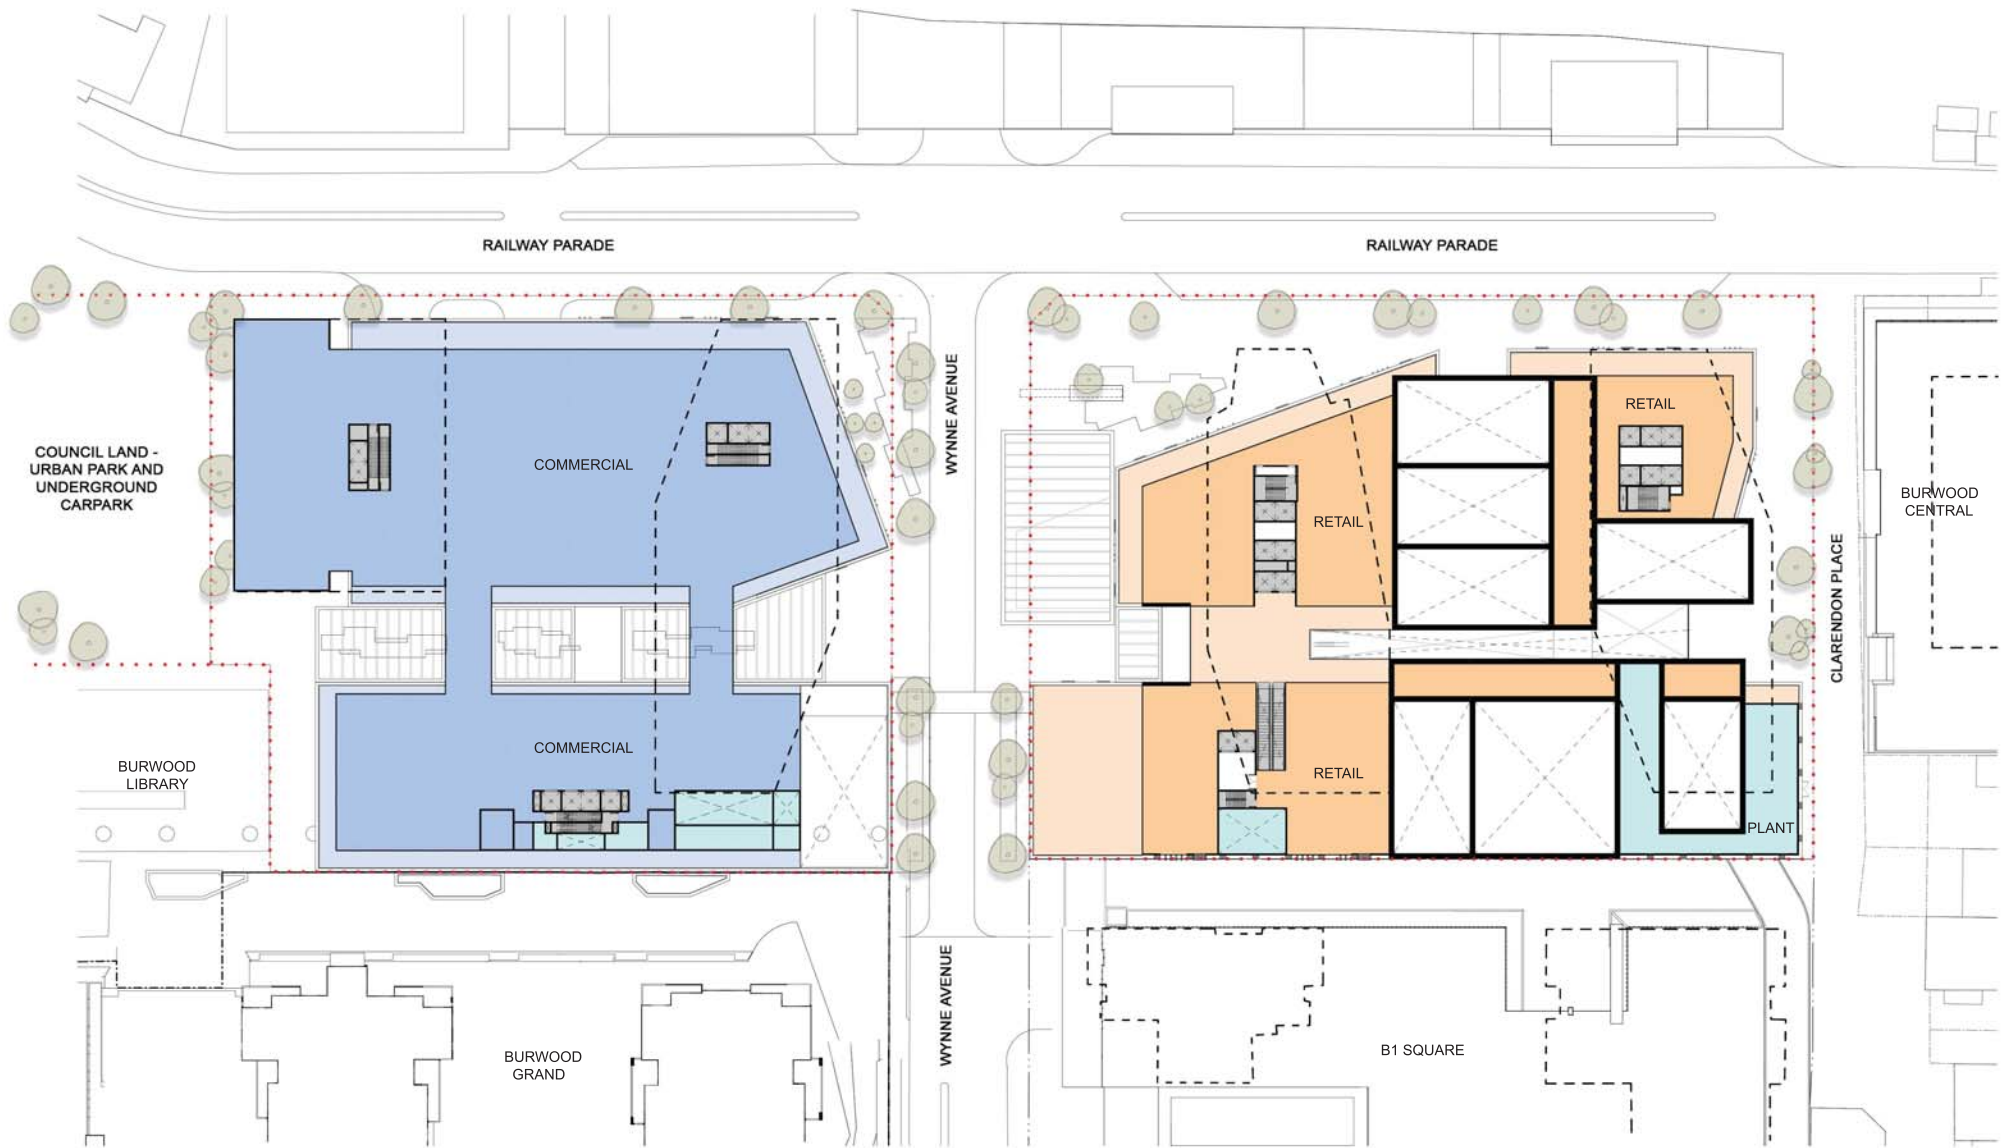 RAILWAY PARADE
RAILWAY PARADE
WYNNE AVENUE
RETAIL
COMMERCIAL
COUNCIL LAND -
URBAN PARK AND
UNDERGROUND
CARPARK
BURWOOD
CENTRAL
RETAIL
CLARENDON PLACE
COMMERCIAL
BURWOOD
LIBRARY
RETAIL
PLANT
WYNNE AVENUE
BURWOOD
GRAND
B1 SQUARE